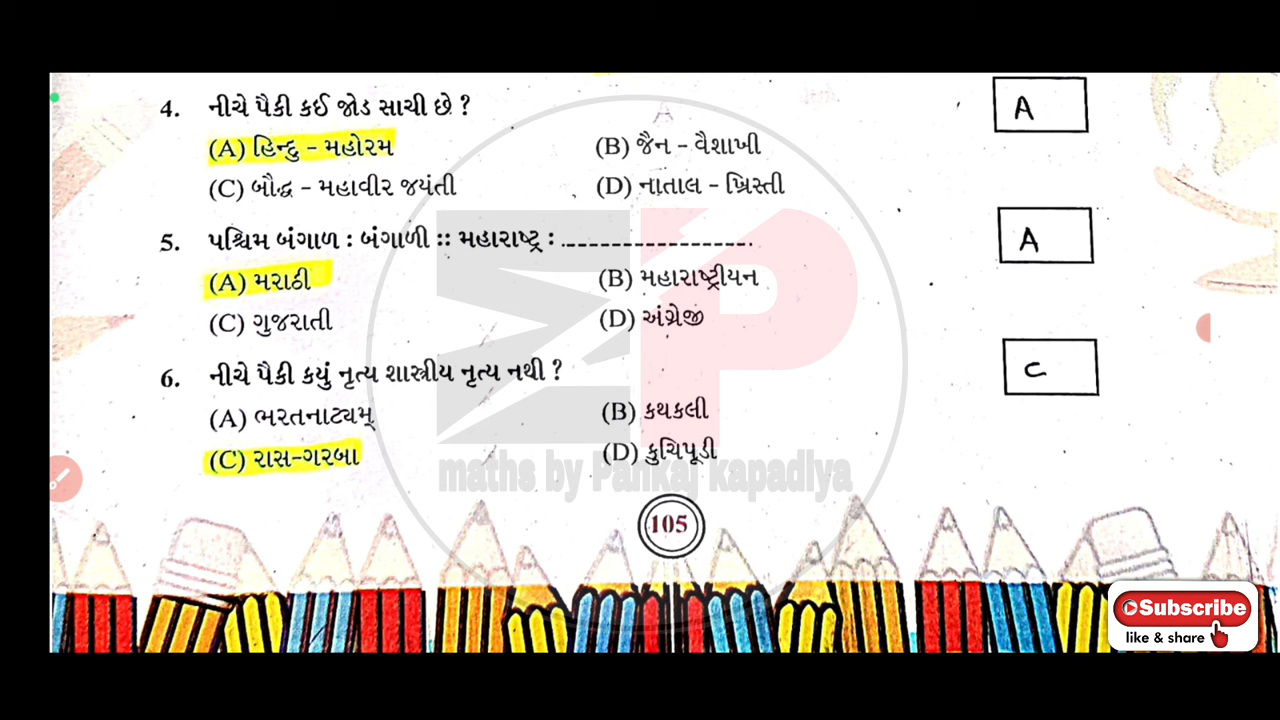 4. નીચે પૈકી કઈ જોડ સાચી છે ? A
(A) હિન્દુ - મહોરમ (B) જૈન - વૈશાખી
(C) બૌદ્ધ - મહાવીર જયંતી (D) નાતાલ - ખ્રિસ્તી
5. પશ્ચિમ બંગાળ : બંગાળી :: મહારાષ્ટ્ર : ------------------. A
(A) મરાઠી (B) મહારાષ્ટ્રીયન
(C) ગુજરાતી (D) અંગ્રેજી
6. નીચે પૈકી કયું નૃત્ય શાસ્ત્રીય નૃત્ય નથી ? C
(A) ભરતનાટ્યમ્ (B) કથકલી
(C) રાસ-ગરબા (D) કુચિપૂડી
maths by Pankaj kapadiya
105
Subscribe
like & share